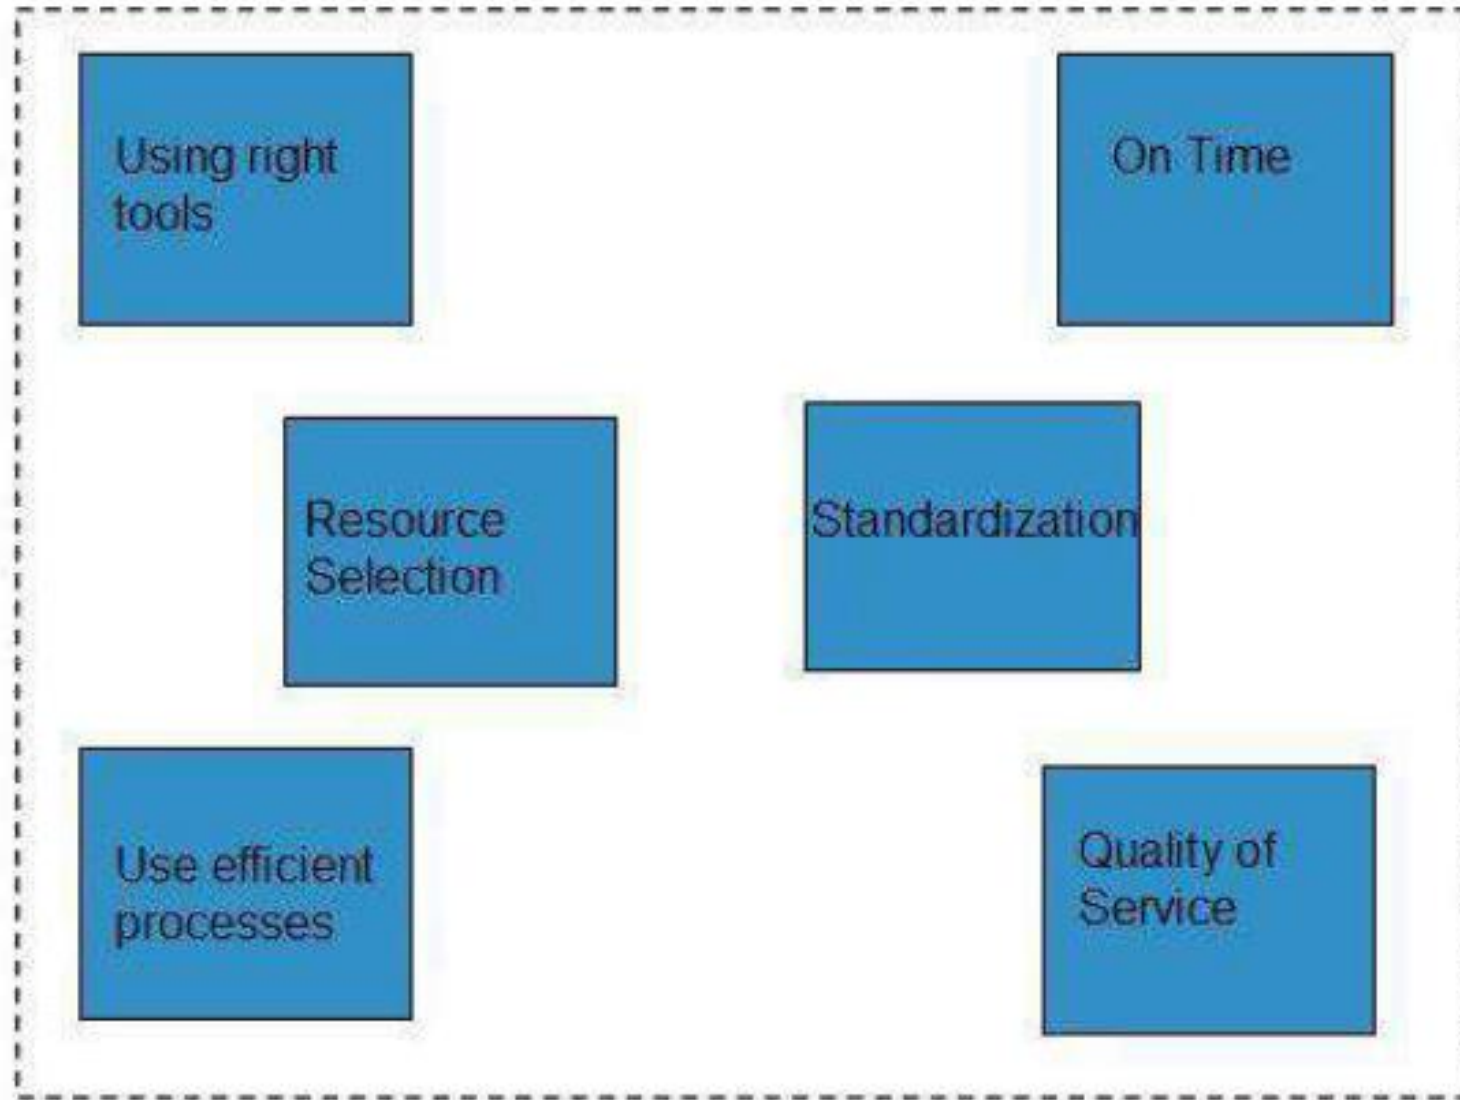 Using right
tools
On Time
Resource
Selection
Standardization
Use efficient
processes
Quality of
Service